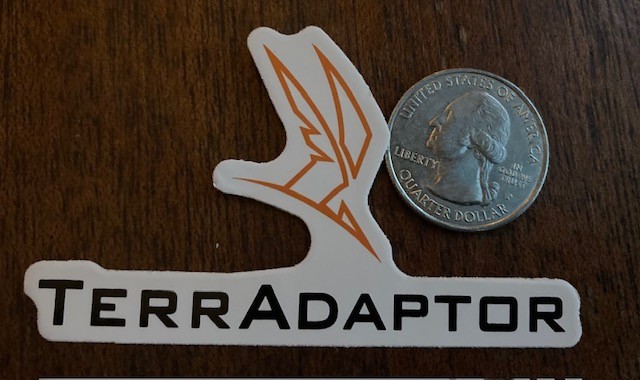 UNITED STATES OF AMERICA
LIBERTY
IN GOD WE TRUST
QUARTER DOLLAR
TERRADAPTOR